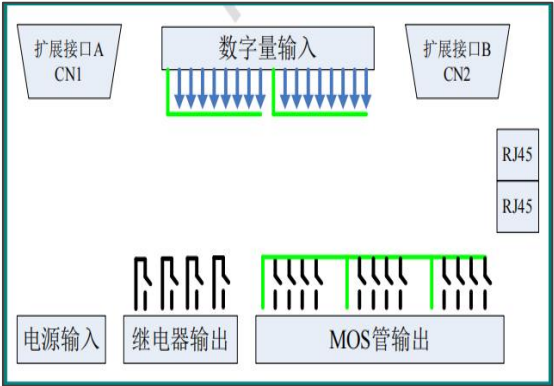 扩展接口A
CN1
数字量输入
扩展接口B
CN2
RJ45
RJ45
电源输入
继电器输出
MOS管输出